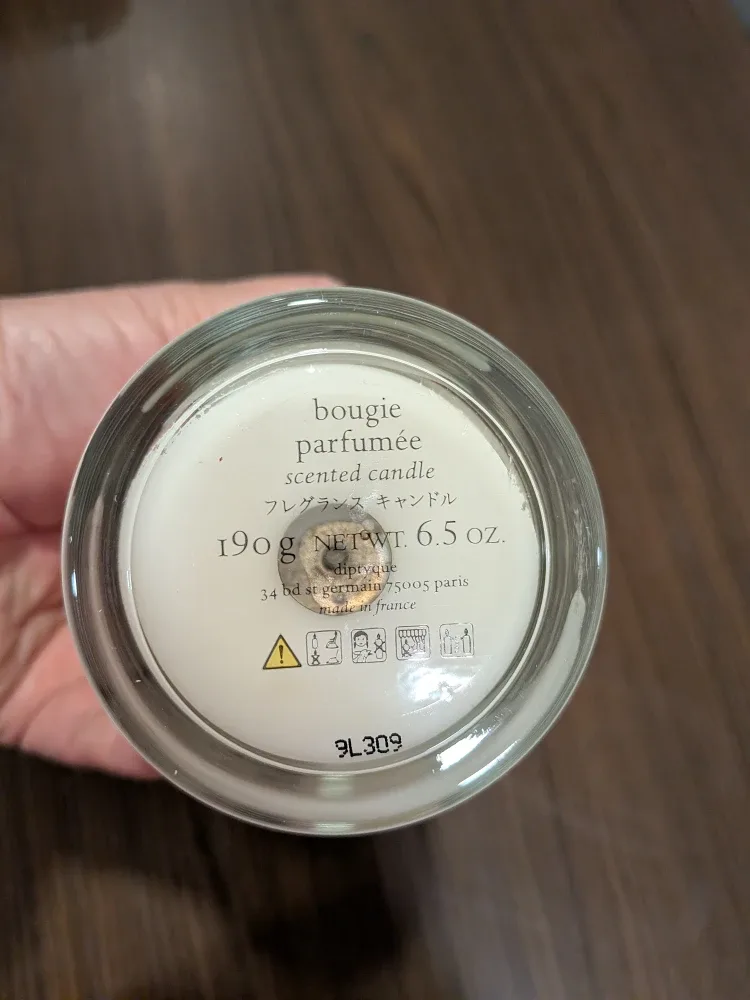 bougie
parfumée
scented candle
フレグランス キャンドル
190 g NET WT. 6.5 OZ.
diptyque
34 bd st germain 75005 paris
made in france
9L309